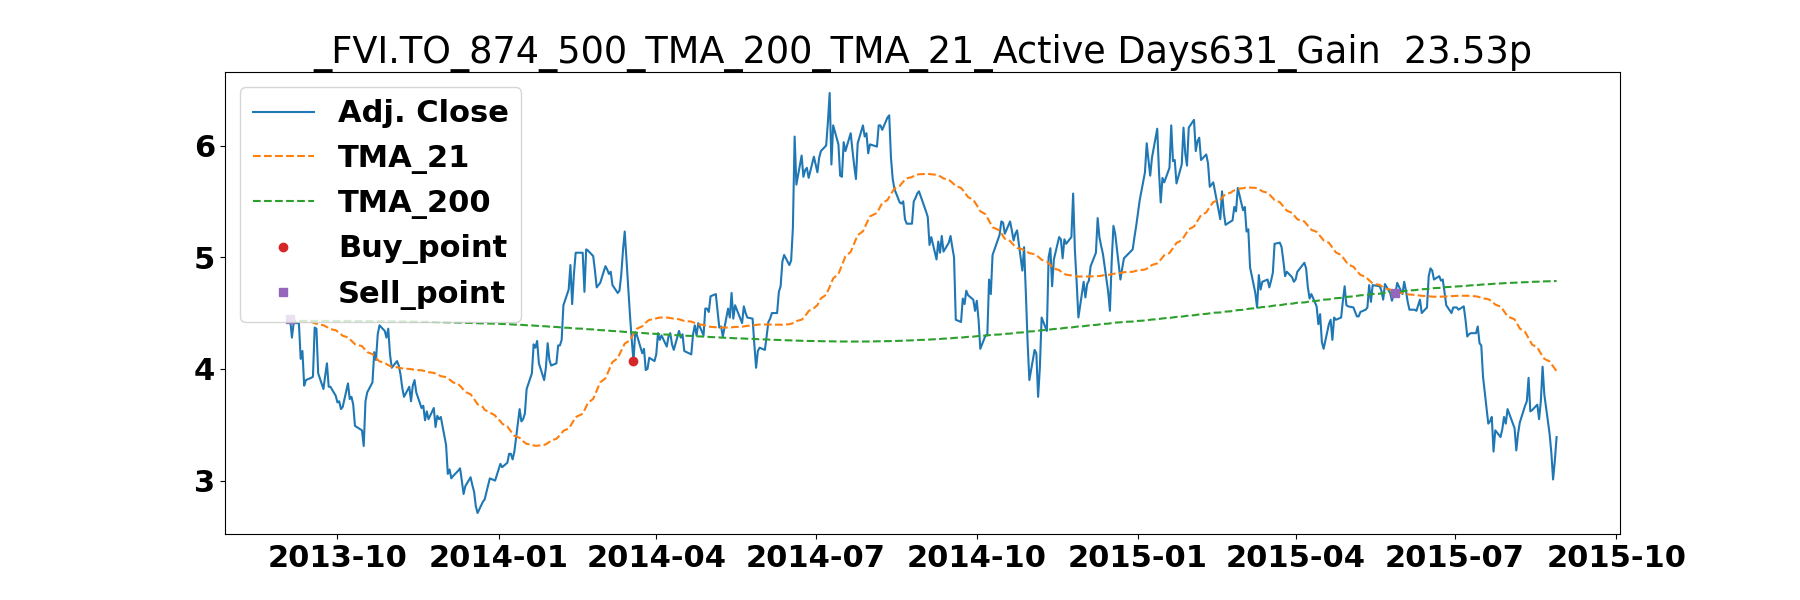 _FVI.TO_874_500_TMA_200_TMA_21_Active Days631_Gain  23.53p
Adj. Close
TMA_21
TMA_200
Buy_point
Sell_point
6
5
4
3
2013-10 2014-01 2014-04 2014-07 2014-10 2015-01 2015-04 2015-07 2015-10